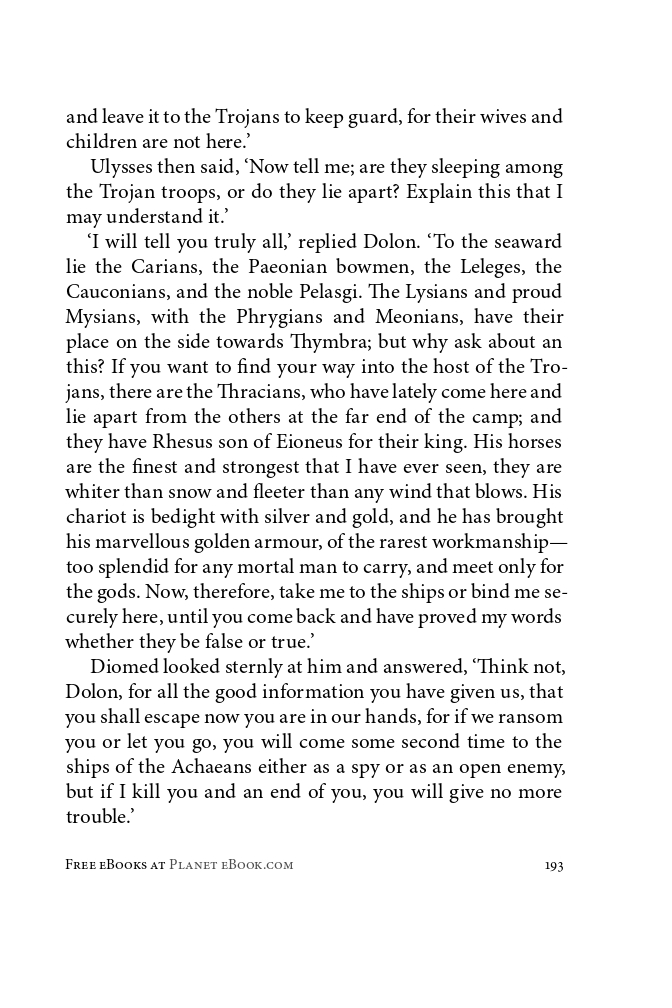 and leave it to the Trojans to keep guard, for their wives and
children are not here.’
Ulysses then said, ‘Now tell me; are they sleeping among
the Trojan troops, or do they lie apart? Explain this that I
may understand it.’
‘I will tell you truly all,’ replied Dolon. ‘To the seaward
lie the Carians, the Paeonian bowmen, the Leleges, the
Cauconians, and the noble Pelasgi. The Lysians and proud
Mysians, with the Phrygians and Meonians, have their
place on the side towards Thymbra; but why ask about an
this? If you want to find your way into the host of the Tro-
jans, there are the Thracians, who have lately come here and
lie apart from the others at the far end of the camp; and
they have Rhesus son of Eioneus for their king. His horses
are the finest and strongest that I have ever seen, they are
whiter than snow and fleeter than any wind that blows. His
chariot is bedight with silver and gold, and he has brought
his marvellous golden armour, of the rarest workmanship—
too splendid for any mortal man to carry, and meet only for
the gods. Now, therefore, take me to the ships or bind me se-
curely here, until you come back and have proved my words
whether they be false or true.’
Diomed looked sternly at him and answered, ‘Think not,
Dolon, for all the good information you have given us, that
you shall escape now you are in our hands, for if we ransom
you or let you go, you will come some second time to the
ships of the Achaeans either as a spy or as an open enemy,
but if I kill you and an end of you, you will give no more
trouble.’
Free eBooks at Planet eBook.com 193